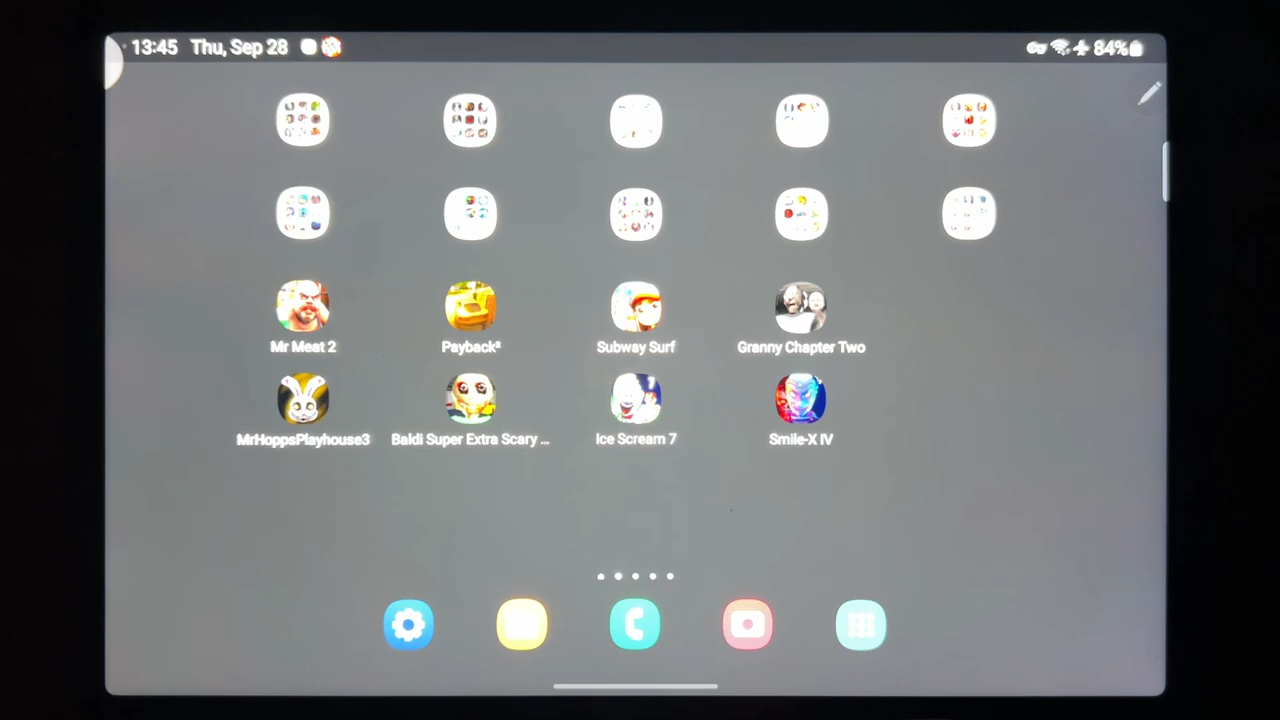 13:45 Thu, Sep 28
84%
Mr Meat 2
Payback²
Subway Surf
Granny Chapter Two
MrHoppsPlayhouse3
Baldi Super Extra Scary ...
Ice Scream 7
Smile-X IV